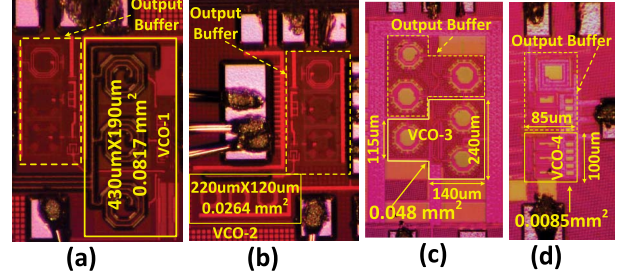 Output
Buffer
430umX190um
0.0817 mm²
VCO-1
(a)
Output
Buffer
220umX120um
0.0264 mm²
VCO-2
(b)
Output Buffer
VCO-3
115um
240um
140um
0.048 mm²
(c)
Output Buffer
85um
VCO-4
100um
0.0085mm²
(d)